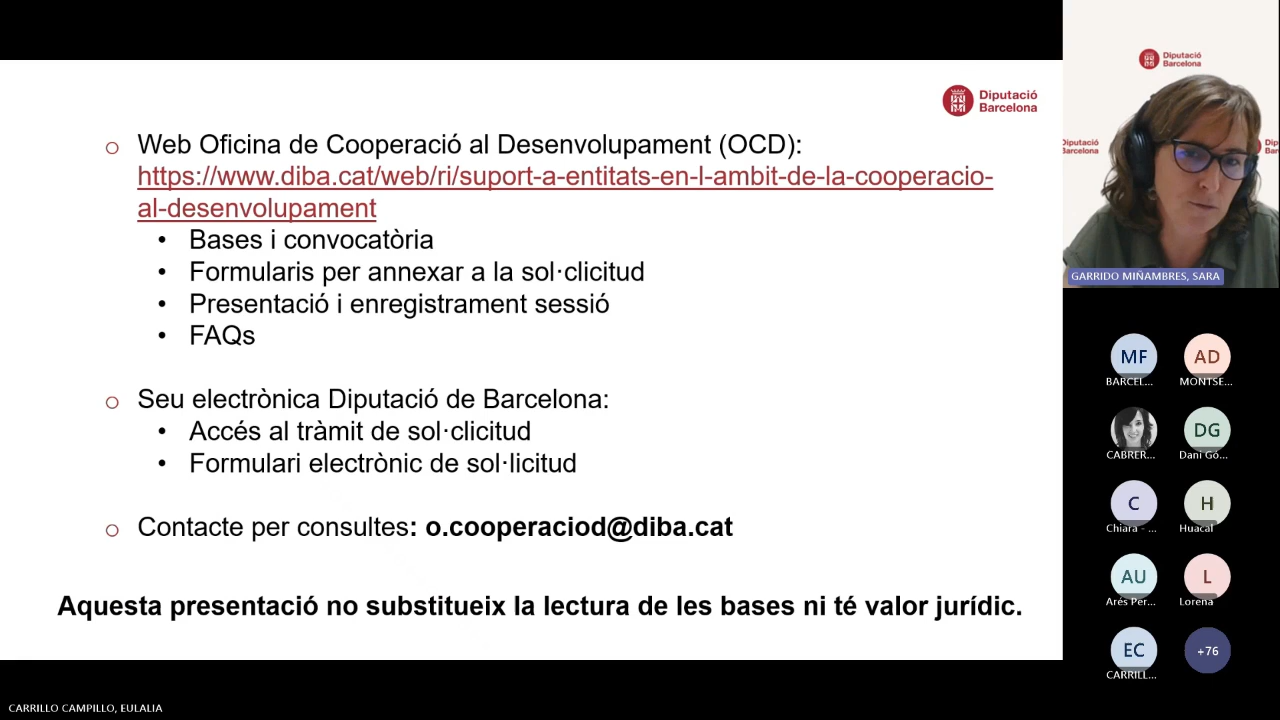 Diputació
Barcelona
Web Oficina de Cooperació al Desenvolupament (OCD):
https://www.diba.cat/web/ri/suport-a-entitats-en-l-ambit-de-la-cooperacio-
al-desenvolupament
• Bases i convocatòria
• Formularis per annexar a la sol·clicitud
• Presentació i enregistrament sessió
• FAQs
Seu electrònica Diputació de Barcelona:
• Accés al tràmit de sol·clicitud
• Formulari electrònic de sol·licitud
Contacte per consultes: o.cooperaciod@diba.cat
Aquesta presentació no substitueix la lectura de les bases ni té valor jurídic.
Diputació
Barcelona
Diputació
Barcelona
GARRIDO MIÑAMBRES, SARA
MF
BARCEL...
AD
MONTSE...
CABRER...
DG
Dani Gó...
C
Chiara - ...
H
Huacal
AU
Arés Per...
L
Lorena
EC
CARRILL...
+76
CARRILLO CAMPILLO, EULALIA